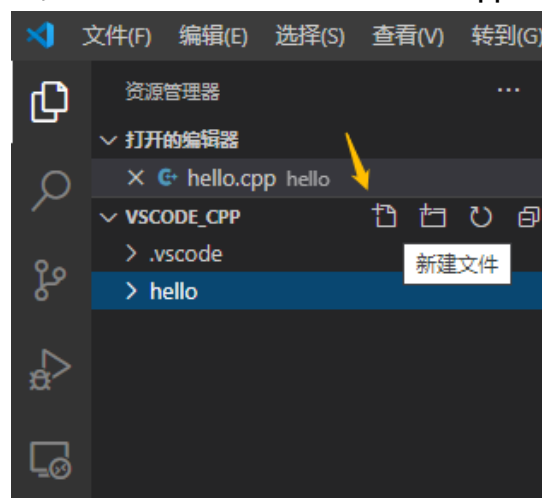 文件(F) 编辑(E) 选择(S) 查看(V) 转到(G)
资源管理器 ···
打开的编辑器
hello.cpp hello
VSCODE_CPP
.vscode
新建文件
hello